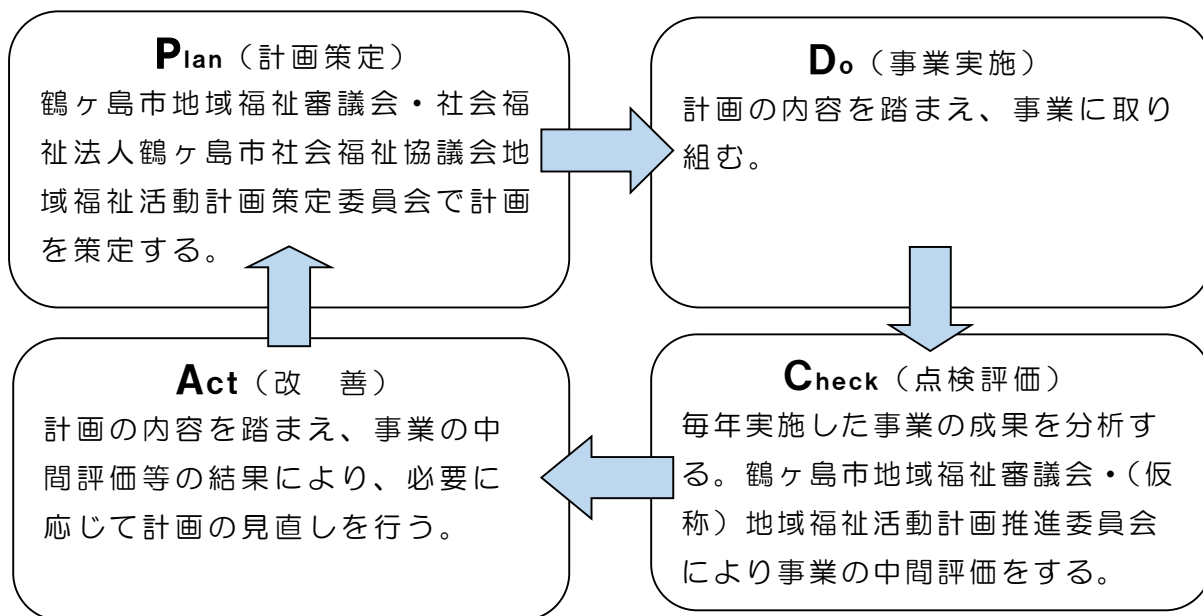 Plan（計画策定）
鶴ヶ島市地域福祉審議会・社会福
祉法人鶴ヶ島市社会福祉協議会地
域福祉活動計画策定委員会で計画
を策定する。
Do（事業実施）
計画の内容を踏まえ、事業に取り
組む。
Act（改　善）
計画の内容を踏まえ、事業の中
間評価等の結果により、必要に
応じて計画の見直しを行う。
Check（点検評価）
毎年実施した事業の成果を分析す
る。鶴ヶ島市地域福祉審議会・（仮
称）地域福祉活動計画推進委員会
により事業の中間評価をする。